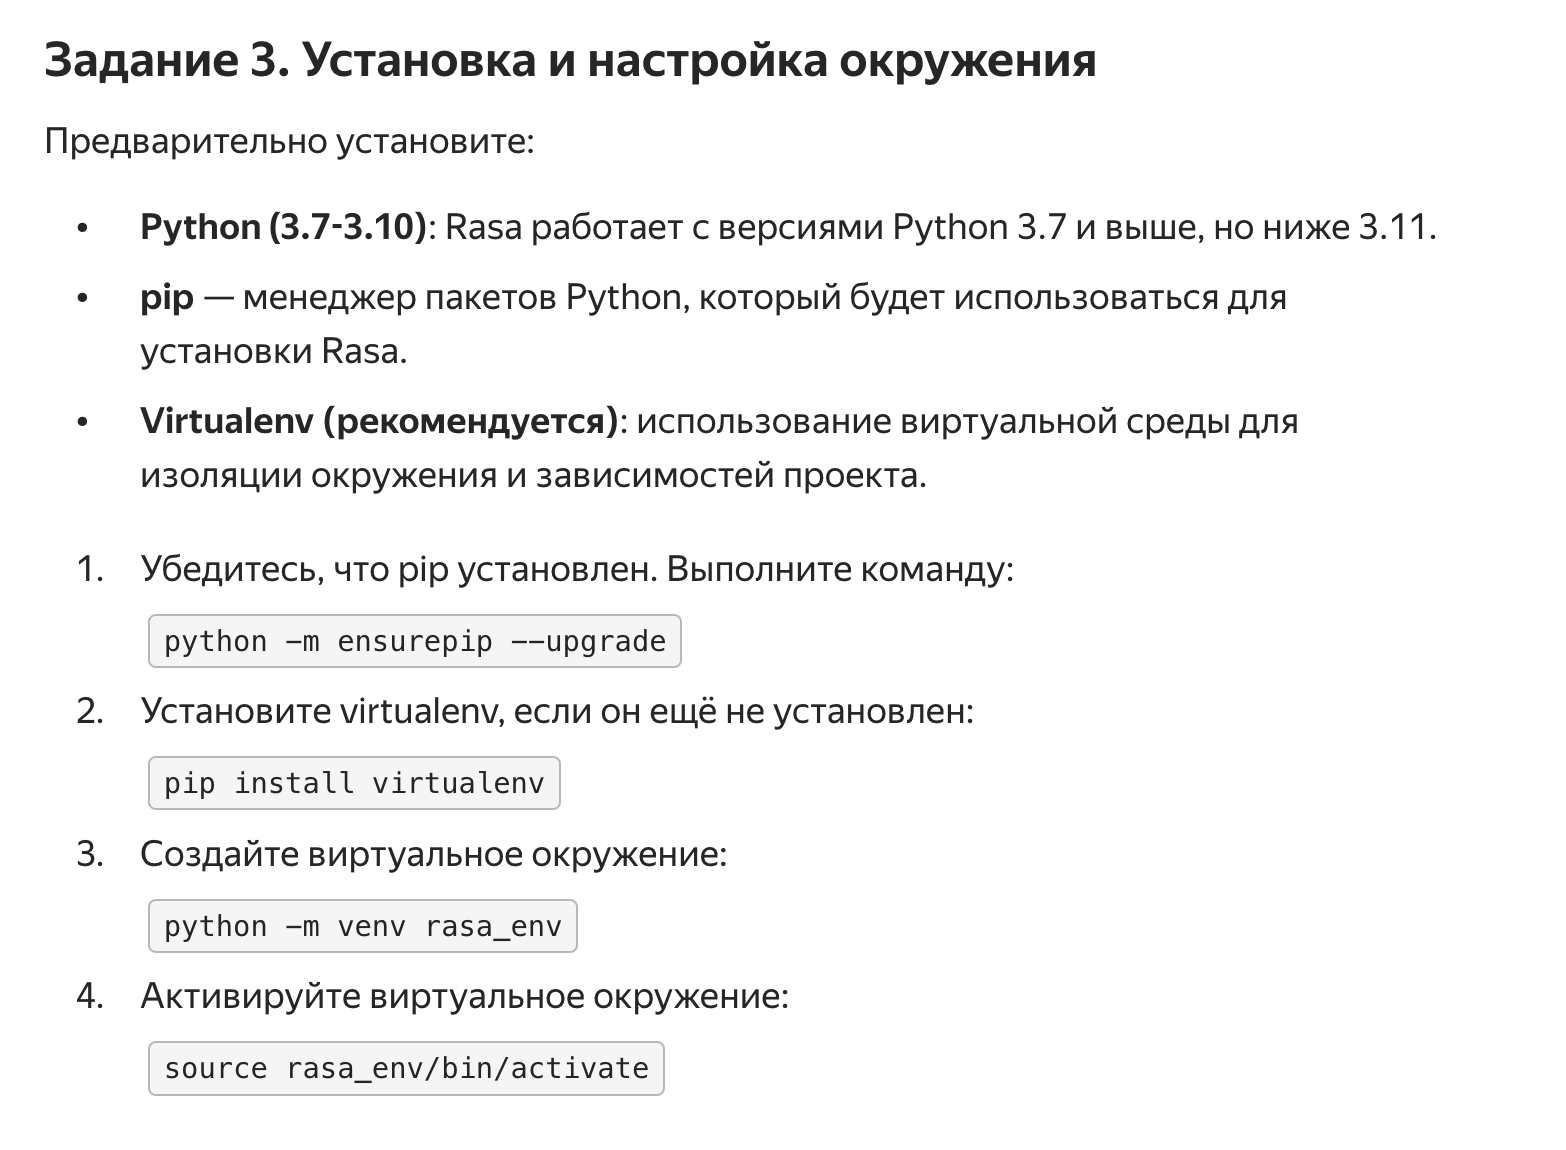 Задание 3. Установка и настройка окружения
Предварительно установите:
• Python (3.7-3.10): Rasa работает с версиями Python 3.7 и выше, но ниже 3.11.
• pip — менеджер пакетов Python, который будет использоваться для
установки Rasa.
• Virtualenv (рекомендуется): использование виртуальной среды для
изоляции окружения и зависимостей проекта.
1. Убедитесь, что pip установлен. Выполните команду:
python -m ensurepip --upgrade
2. Установите virtualenv, если он ещё не установлен:
pip install virtualenv
3. Создайте виртуальное окружение:
python -m venv rasa_env
4. Активируйте виртуальное окружение:
source rasa_env/bin/activate